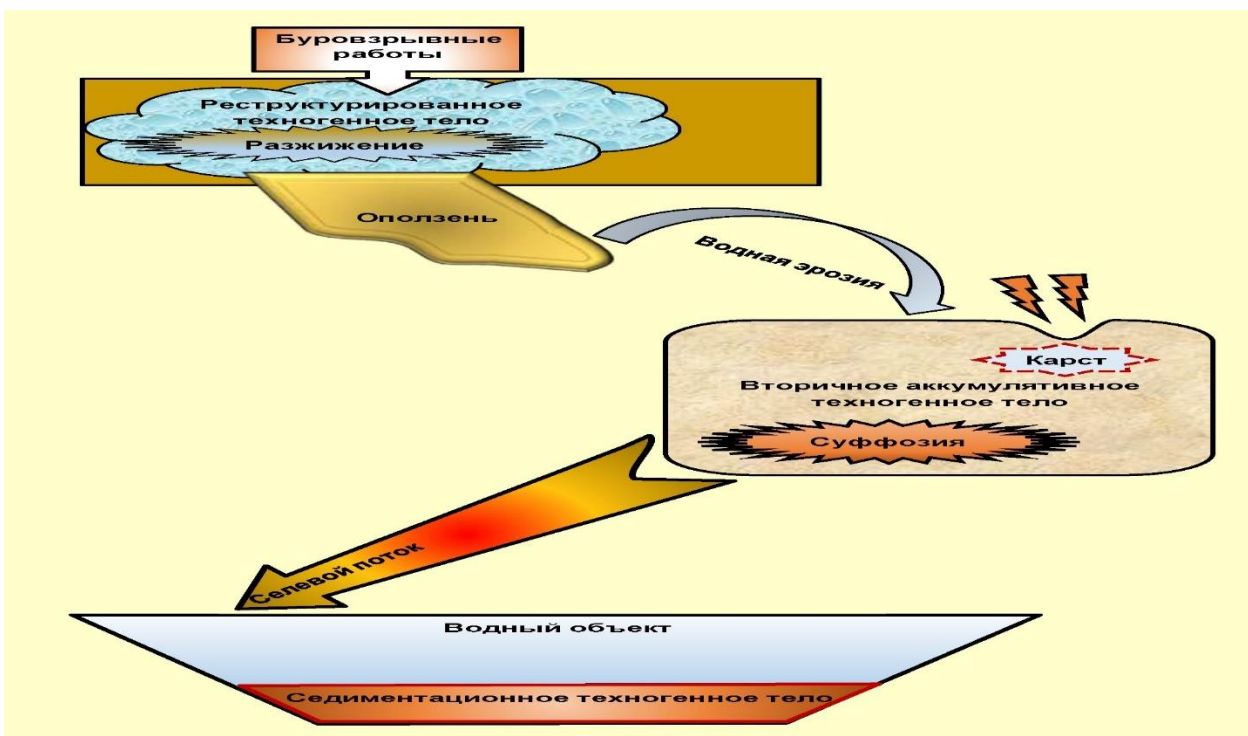 Буровзрывные
работы
Реструктурированное
техногенное тело
Разжижение
Оползень
Водная эрозия
Карст
Вторичное аккумулятивное
техногенное тело
Суффозия
Селевой поток
Водный объект
Седиментационное техногенное тело